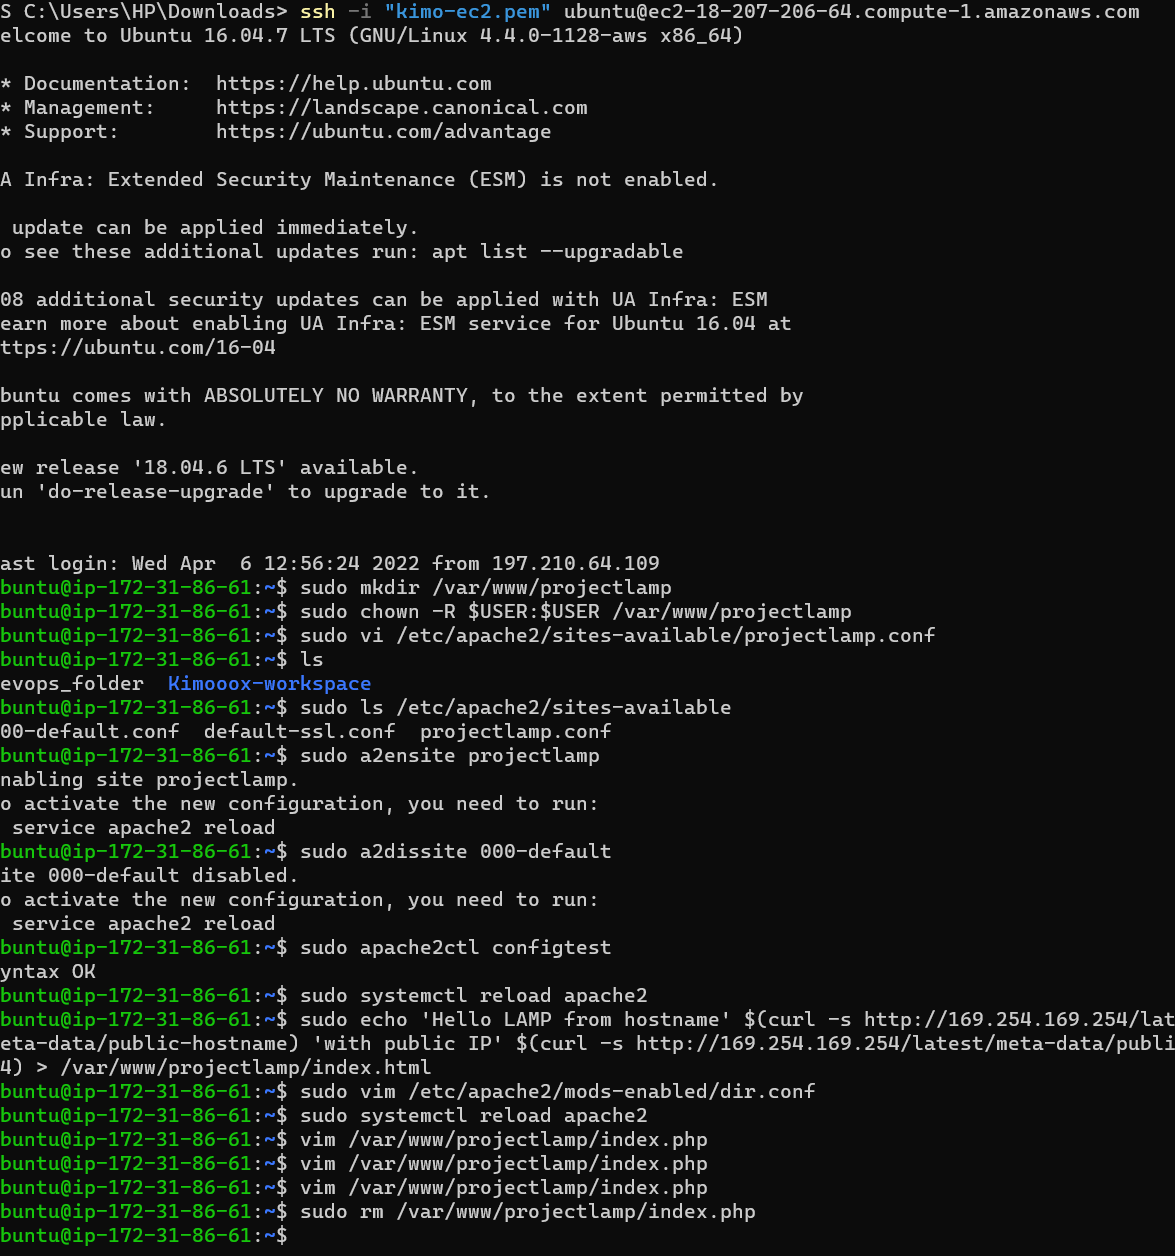 S C:\Users\HP\Downloads> ssh -i "kimo-ec2.pem" ubuntu@ec2-18-207-206-64.compute-1.amazonaws.com
elcome to Ubuntu 16.04.7 LTS (GNU/Linux 4.4.0-1128-aws x86_64)
* Documentation:  https://help.ubuntu.com
* Management:     https://landscape.canonical.com
* Support:        https://ubuntu.com/advantage
A Infra: Extended Security Maintenance (ESM) is not enabled.
 update can be applied immediately.
o see these additional updates run: apt list --upgradable
08 additional security updates can be applied with UA Infra: ESM
earn more about enabling UA Infra: ESM service for Ubuntu 16.04 at
ttps://ubuntu.com/16-04
buntu comes with ABSOLUTELY NO WARRANTY, to the extent permitted by
pplicable law.
ew release '18.04.6 LTS' available.
un 'do-release-upgrade' to upgrade to it.
ast login: Wed Apr  6 12:56:24 2022 from 197.210.64.109
buntu@ip-172-31-86-61:~$ sudo mkdir /var/www/projectlamp
buntu@ip-172-31-86-61:~$ sudo chown -R $USER:$USER /var/www/projectlamp
buntu@ip-172-31-86-61:~$ sudo vi /etc/apache2/sites-available/projectlamp.conf
buntu@ip-172-31-86-61:~$ ls
evops_folder  Kimooox-workspace
buntu@ip-172-31-86-61:~$ sudo ls /etc/apache2/sites-available
00-default.conf  default-ssl.conf  projectlamp.conf
buntu@ip-172-31-86-61:~$ sudo a2ensite projectlamp
nabling site projectlamp.
o activate the new configuration, you need to run:
 service apache2 reload
buntu@ip-172-31-86-61:~$ sudo a2dissite 000-default
ite 000-default disabled.
o activate the new configuration, you need to run:
 service apache2 reload
buntu@ip-172-31-86-61:~$ sudo apache2ctl configtest
yntax OK
buntu@ip-172-31-86-61:~$ sudo systemctl reload apache2
buntu@ip-172-31-86-61:~$ sudo echo 'Hello LAMP from hostname' $(curl -s http://169.254.169.254/lat
eta-data/public-hostname) 'with public IP' $(curl -s http://169.254.169.254/latest/meta-data/publi
4) > /var/www/projectlamp/index.html
buntu@ip-172-31-86-61:~$ sudo vim /etc/apache2/mods-enabled/dir.conf
buntu@ip-172-31-86-61:~$ sudo systemctl reload apache2
buntu@ip-172-31-86-61:~$ vim /var/www/projectlamp/index.php
buntu@ip-172-31-86-61:~$ vim /var/www/projectlamp/index.php
buntu@ip-172-31-86-61:~$ vim /var/www/projectlamp/index.php
buntu@ip-172-31-86-61:~$ sudo rm /var/www/projectlamp/index.php
buntu@ip-172-31-86-61:~$